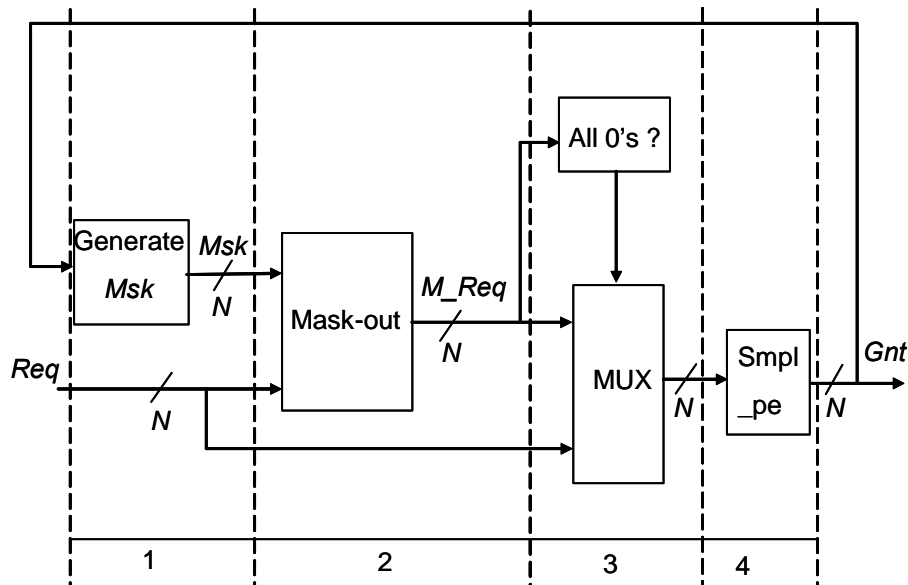 All 0's ?
Generate
Msk
Msk
N
Mask-out
M_Req
N
Req
N
MUX
N
Smpl
_pe
N
Gnt
1
2
3
4